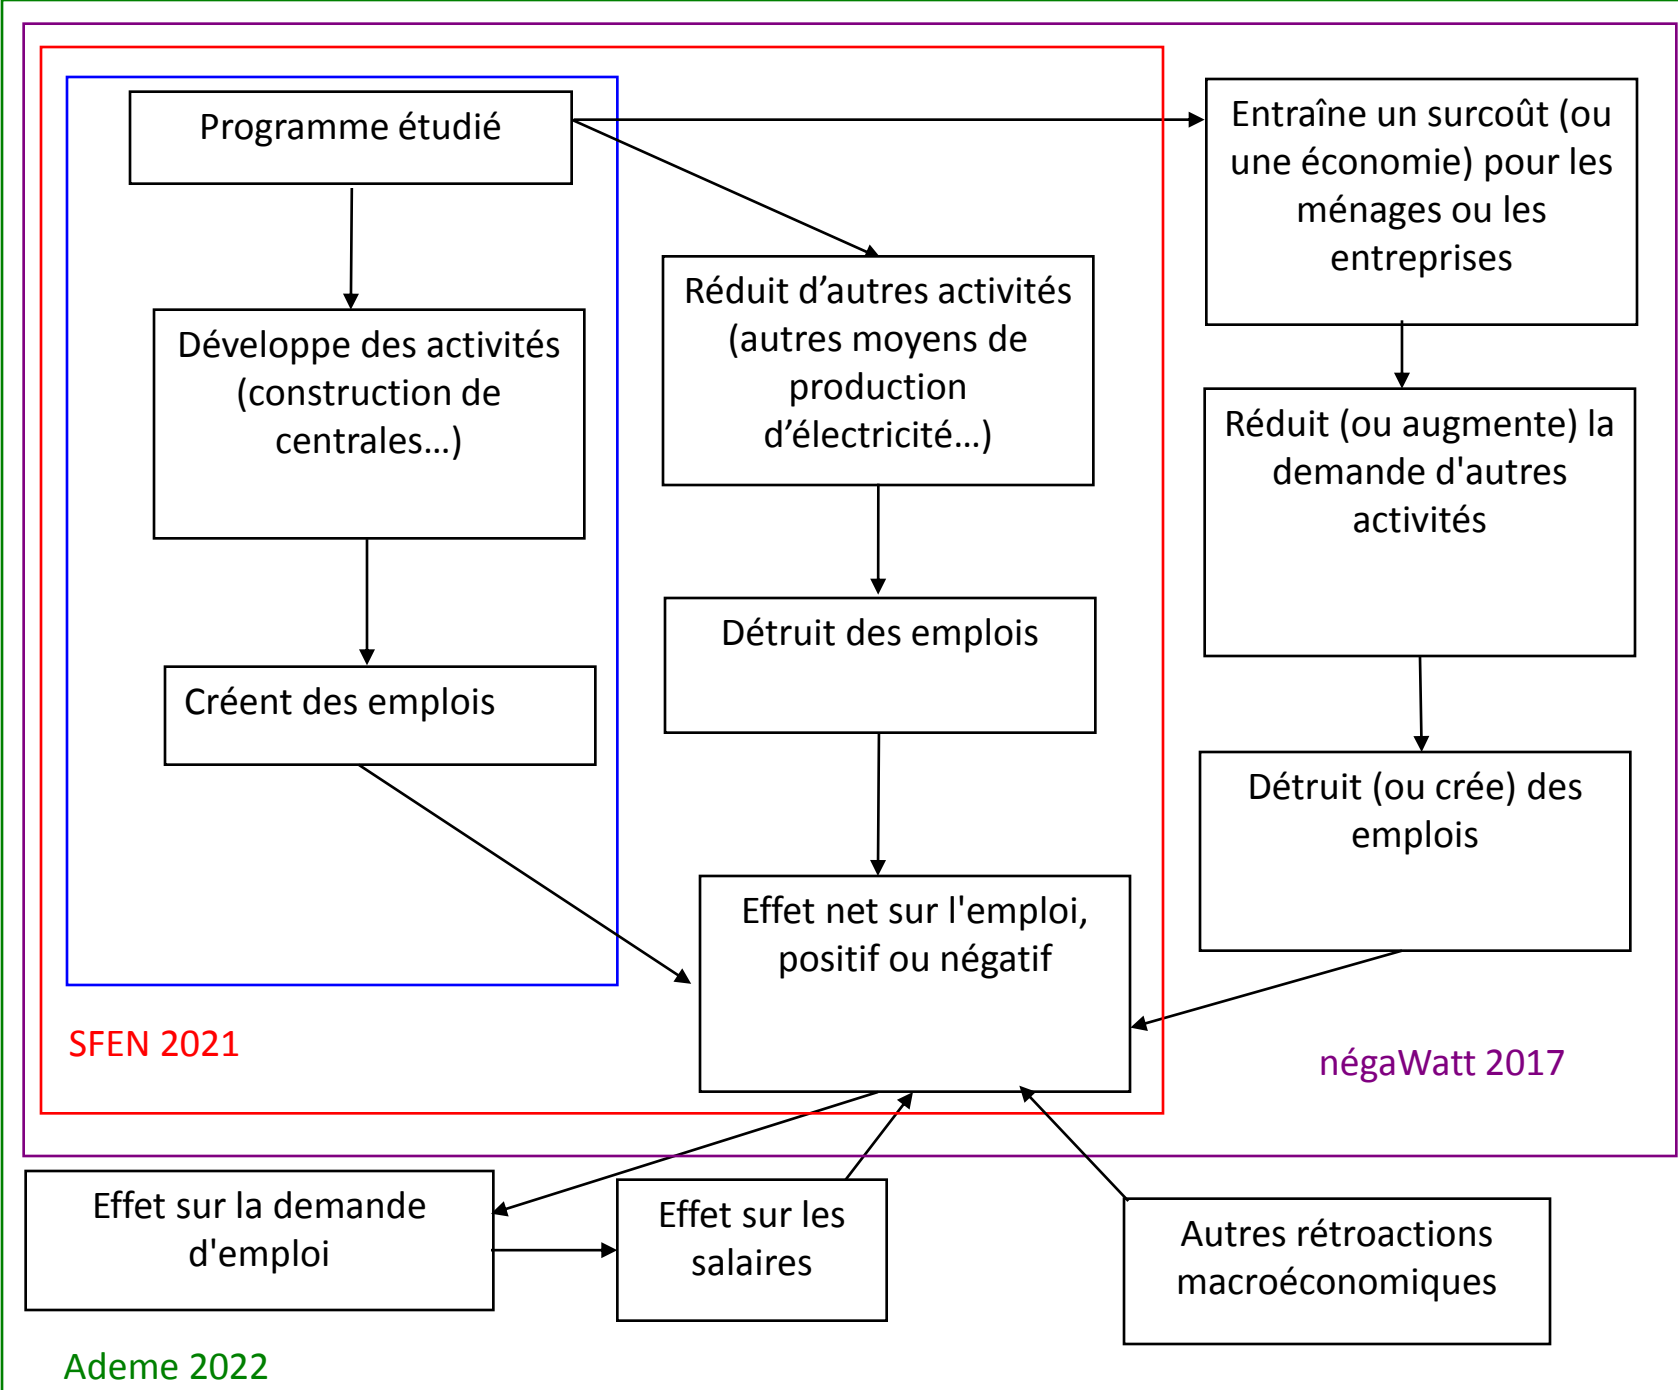 Programme étudié
Développe des activités
(construction de
centrales…)
Créent des emplois
Réduit d’autres activités
(autres moyens de
production
d’électricité…)
Détruit des emplois
Effet net sur l'emploi,
positif ou négatif
Entraîne un surcoût (ou
une économie) pour les
ménages ou les
entreprises
Réduit (ou augmente) la
demande d'autres
activités
Détruit (ou crée) des
emplois
SFEN 2021
négaWatt 2017
Effet sur la demande
d'emploi
Effet sur les
salaires
Autres rétroactions
macroéconomiques
Ademe 2022